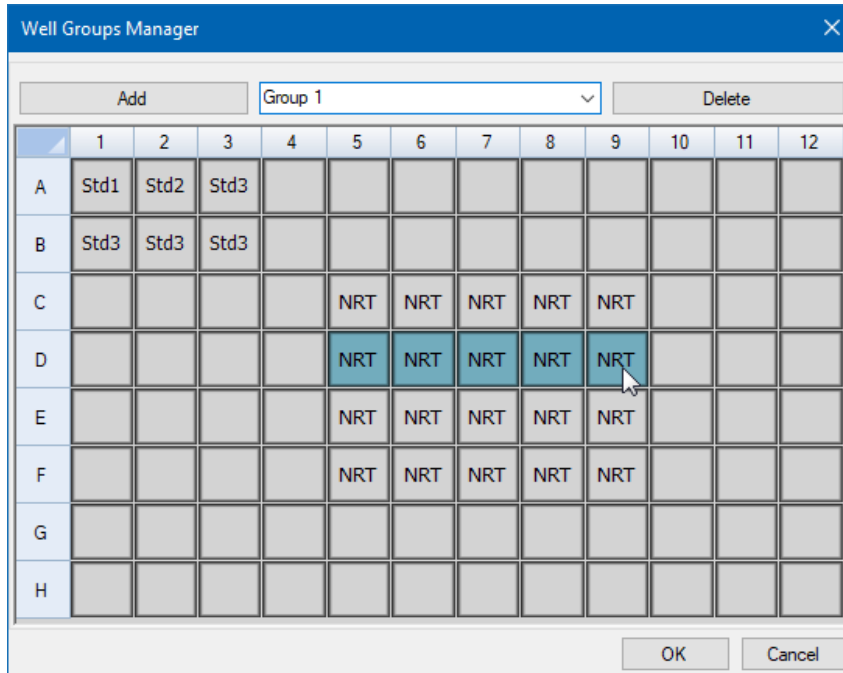 Well Groups Manager
Add Group 1 Delete
1 2 3 4 5 6 7 8 9 10 11 12
A Std1 Std2 Std3
B Std3 Std3 Std3
C NRT NRT NRT NRT NRT
D NRT NRT NRT NRT NRT
E NRT NRT NRT NRT NRT
F NRT NRT NRT NRT NRT
G
H
OK Cancel